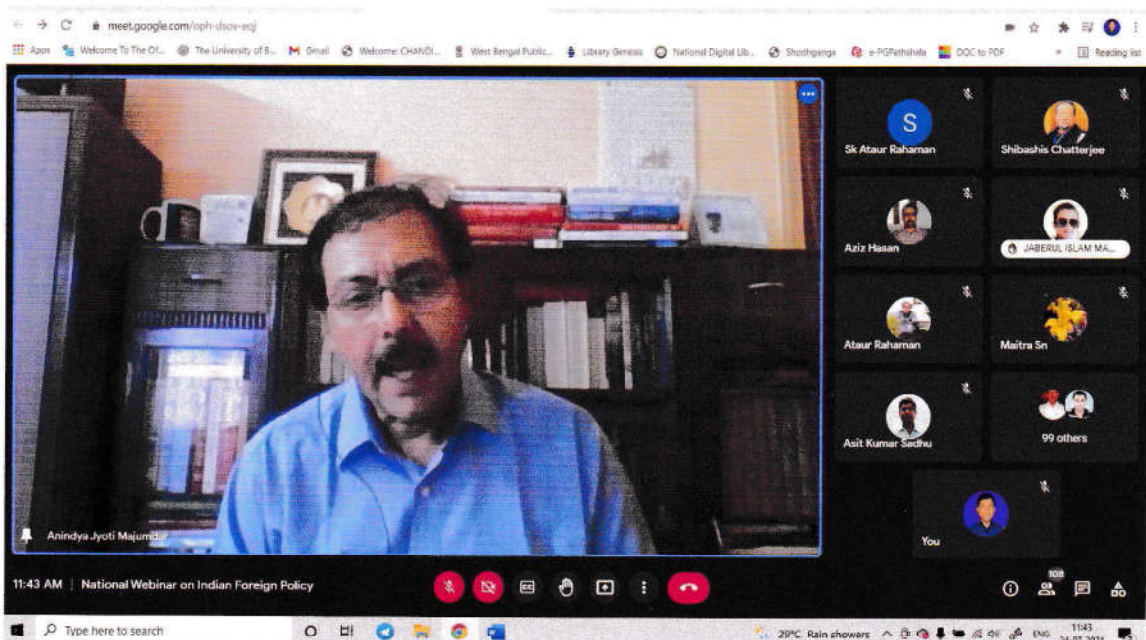 meet.google.com/oph-dsov-eqj
Apps Welcome To The Of... The University of B... Gmail Welcome: CHANDI... West Bengal Public... Library Genesis National Digital Lib... Shodhganga e-PGPathshala DOC to PDF » Reading list
S
Sk Ataur Rahaman
Shibashis Chatterjee
Aziz Hasan
JABERUL ISLAM MA...
Ataur Rahaman
Maitra Sn
Asit Kumar Sadhu
99 others
You
Anindya Jyoti Majumdar
11:43 AM | National Webinar on Indian Foreign Policy
108
Type here to search
29°C Rain showers ENG 11:43